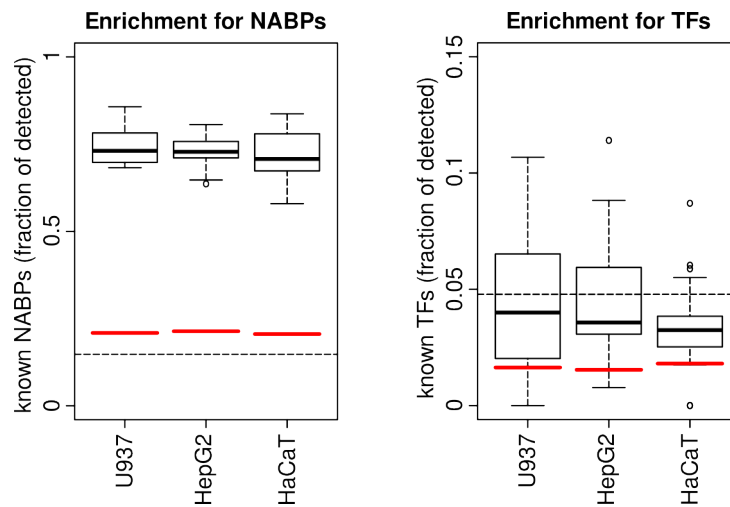 Enrichment for NABPs
known NABPs (fraction of detected)
1
0.5
0
U937
HepG2
HaCaT
Enrichment for TFs
known TFs (fraction of detected)
0.15
0.1
0.05
0
U937
HepG2
HaCaT